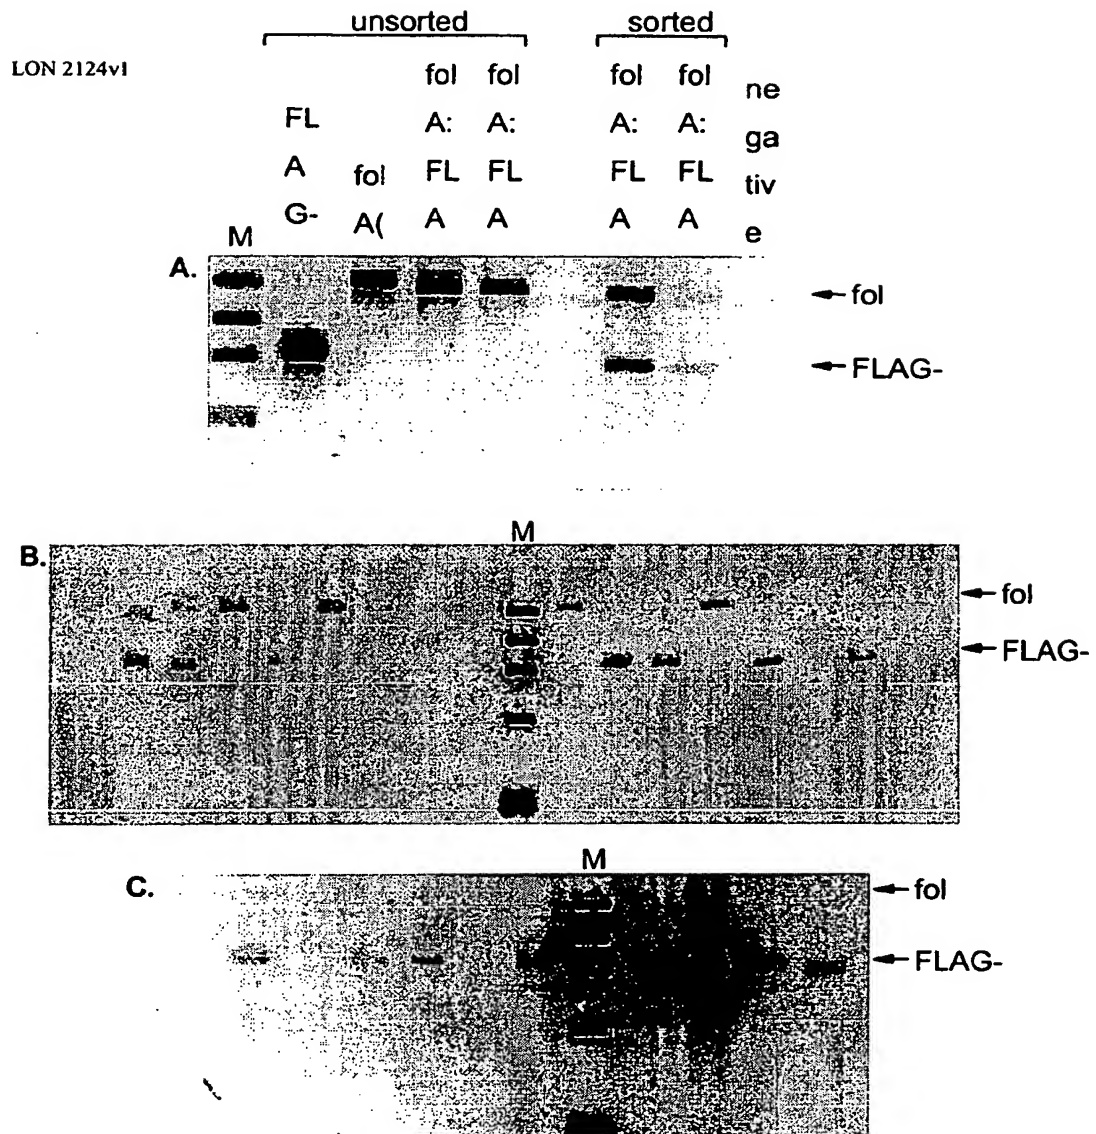 unsorted sorted
LON 2124v1
fol fol fol fol ne
FL A: A: A: A: ga
A fol FL FL FL FL tiv
G- A( A A A A e
M
A.
fol
FLAG-
M
B.
fol
FLAG-
M
C.
fol
FLAG-